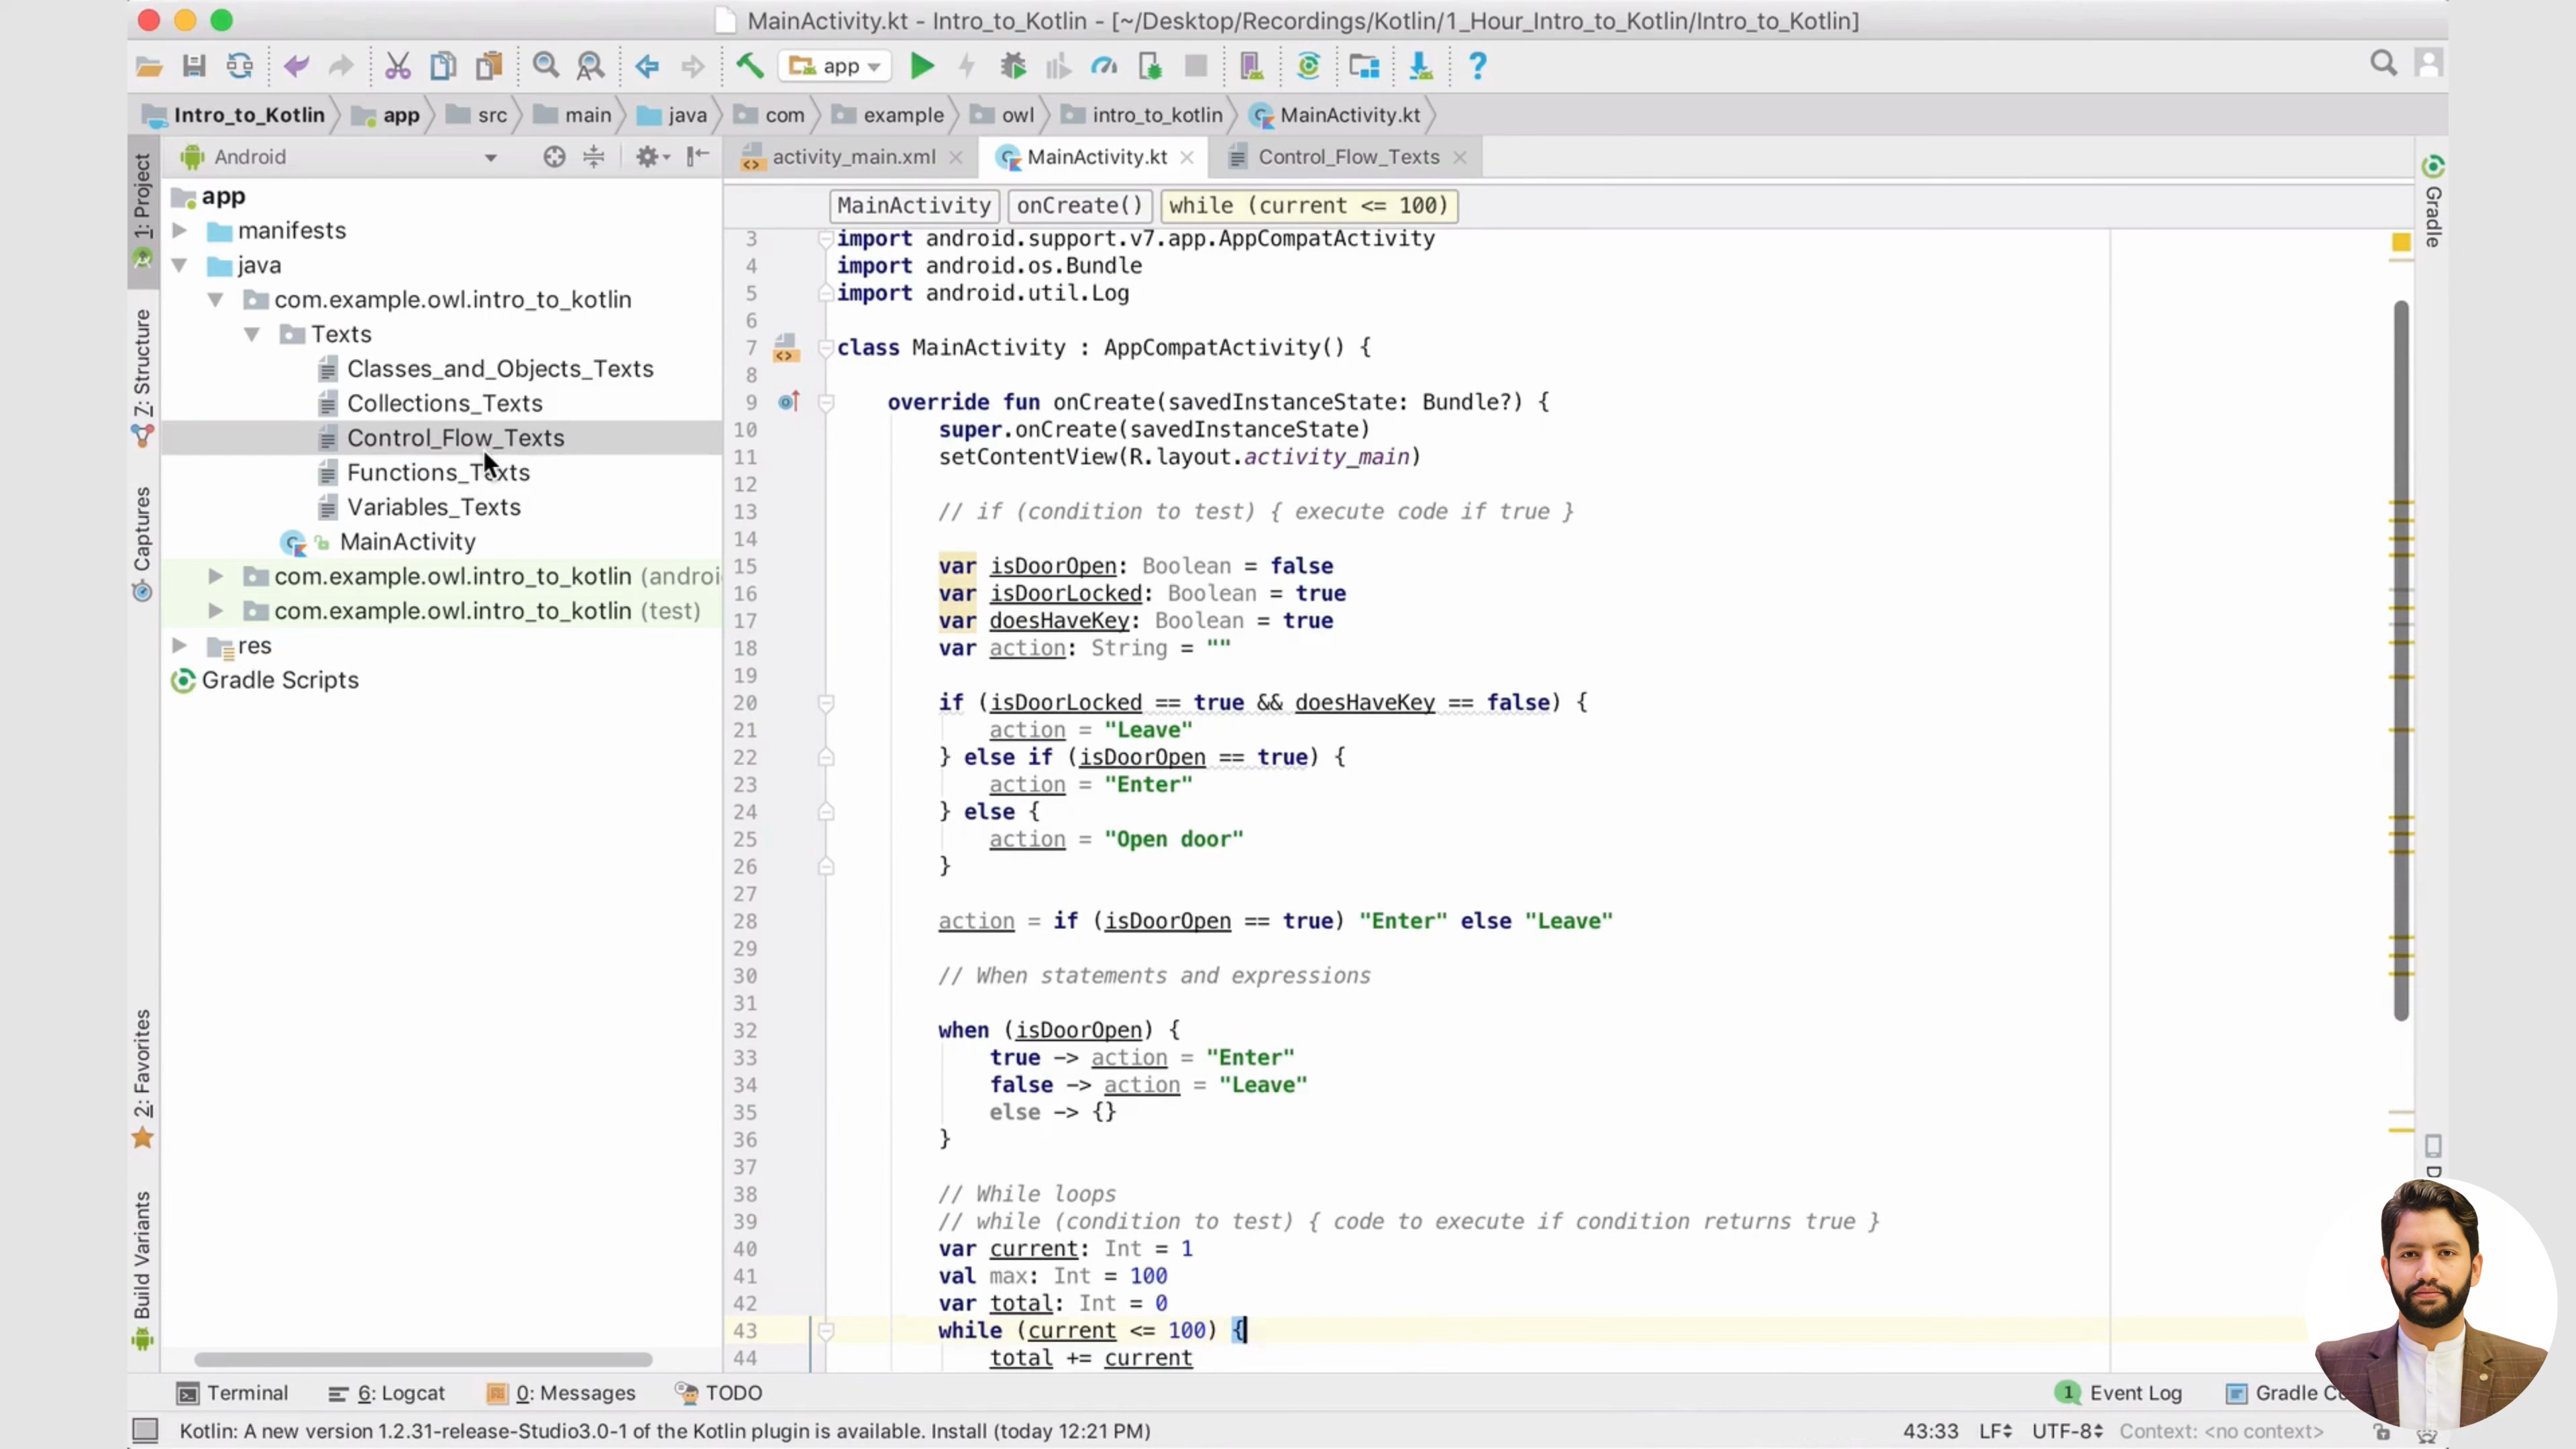 MainActivity.kt - Intro_to_Kotlin - [~/Desktop/Recordings/Kotlin/1_Hour_Intro_to_Kotlin/Intro_to_Kotlin]
app
Intro_to_Kotlin app src main java com example owl intro_to_kotlin MainActivity.kt
1: Project
Z: Structure
Captures
2: Favorites
Build Variants
Android
app
manifests
java
com.example.owl.intro_to_kotlin
Texts
Classes_and_Objects_Texts
Collections_Texts
Control_Flow_Texts
Functions_Texts
Variables_Texts
MainActivity
com.example.owl.intro_to_kotlin (androi
com.example.owl.intro_to_kotlin (test)
res
Gradle Scripts
activity_main.xml MainActivity.kt Control_Flow_Texts
MainActivity onCreate() while (current <= 100)
3 import android.support.v7.app.AppCompatActivity
4 import android.os.Bundle
5 import android.util.Log
6
7 class MainActivity : AppCompatActivity() {
8
9 override fun onCreate(savedInstanceState: Bundle?) {
10 super.onCreate(savedInstanceState)
11 setContentView(R.layout.activity_main)
12
13 // if (condition to test) { execute code if true }
14
15 var isDoorOpen: Boolean = false
16 var isDoorLocked: Boolean = true
17 var doesHaveKey: Boolean = true
18 var action: String = ""
19
20 if (isDoorLocked == true && doesHaveKey == false) {
21 action = "Leave"
22 } else if (isDoorOpen == true) {
23 action = "Enter"
24 } else {
25 action = "Open door"
26 }
27
28 action = if (isDoorOpen == true) "Enter" else "Leave"
29
30 // When statements and expressions
31
32 when (isDoorOpen) {
33 true -> action = "Enter"
34 false -> action = "Leave"
35 else -> {}
36 }
37
38 // While loops
39 // while (condition to test) { code to execute if condition returns true }
40 var current: Int = 1
41 val max: Int = 100
42 var total: Int = 0
43 while (current <= 100) {
44 total += current
Gradle
Terminal 6: Logcat 0: Messages TODO 1 Event Log Gradle Co
Kotlin: A new version 1.2.31-release-Studio3.0-1 of the Kotlin plugin is available. Install (today 12:21 PM) 43:33 LF UTF-8 Context: <no context>